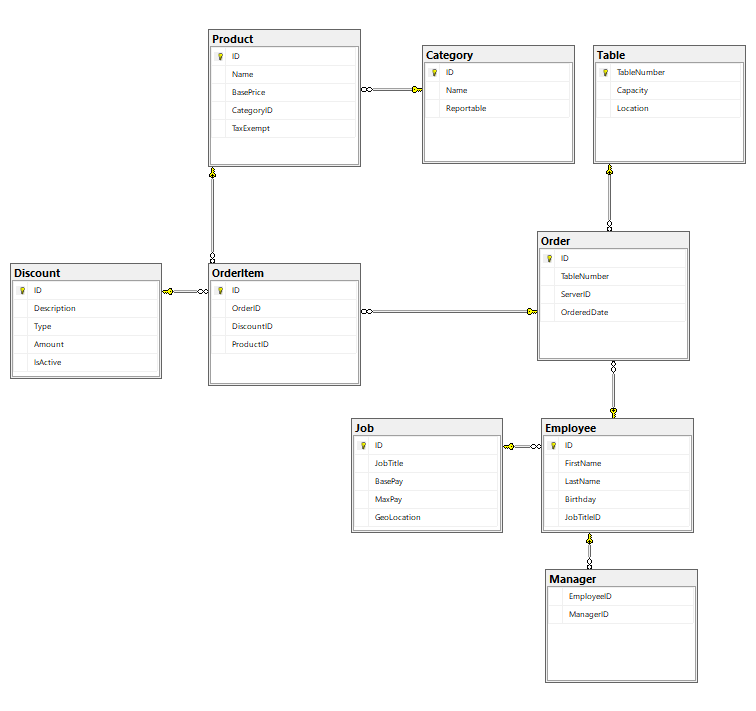 Product
ID
Name
BasePrice
CategoryID
TaxExempt
Category
ID
Name
Reportable
Table
TableNumber
Capacity
Location
Order
ID
TableNumber
ServerID
OrderedDate
Discount
ID
Description
Type
Amount
IsActive
OrderItem
ID
OrderID
DiscountID
ProductID
Job
ID
JobTitle
BasePay
MaxPay
GeoLocation
Employee
ID
FirstName
LastName
Birthday
JobTitleID
Manager
EmployeeID
ManagerID